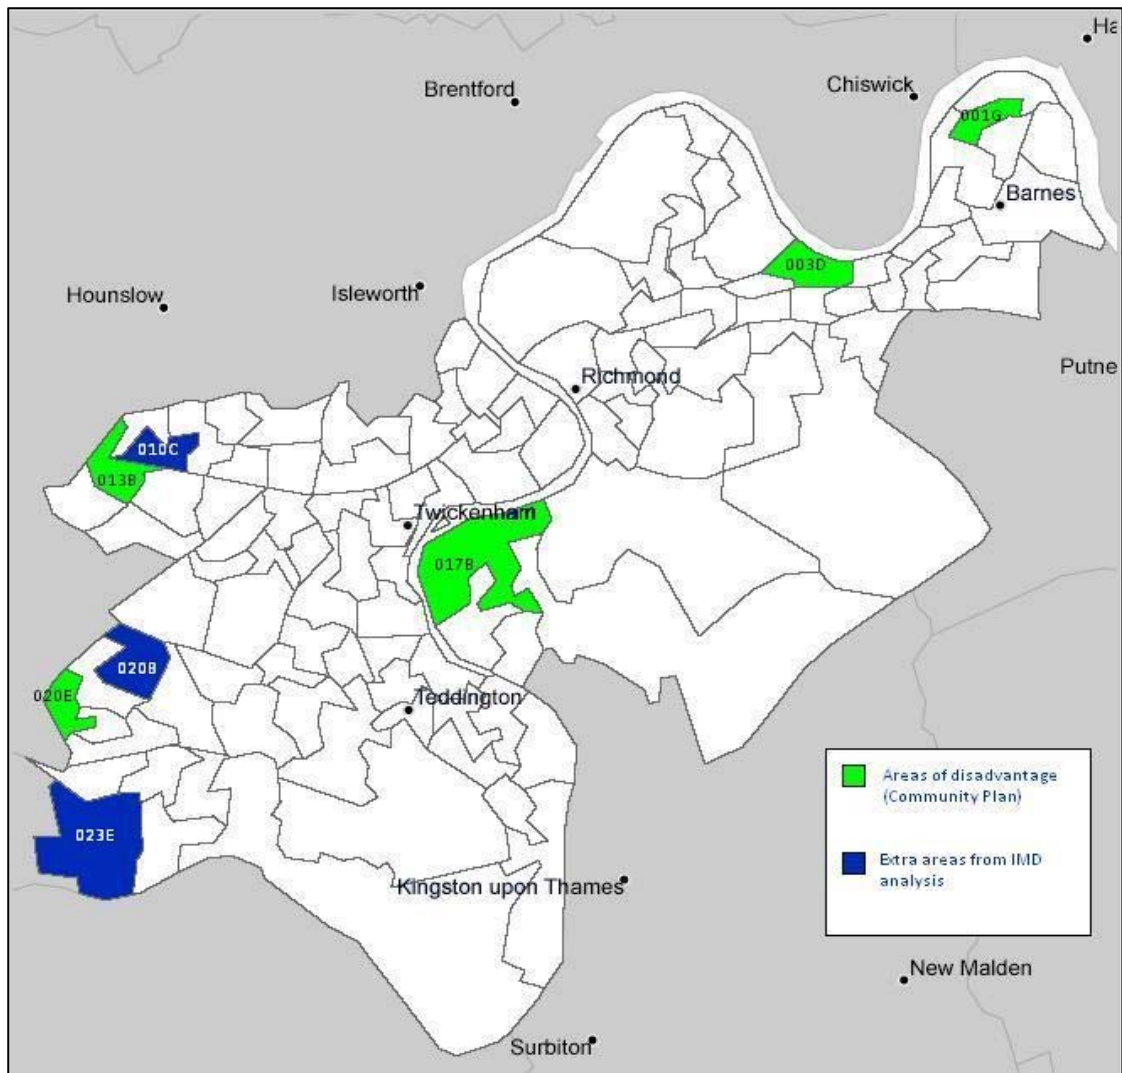 Ha
Brentford
Chiswick
001G
Barnes
003D
Hounslow
Isleworth
Richmond
Putne
010C
013B
Twickenham
017B
020B
020E
Teddington
Areas of disadvantage
(Community Plan)
023E
Extra areas from IMD
analysis
Kingston upon Thames
New Malden
Surbiton